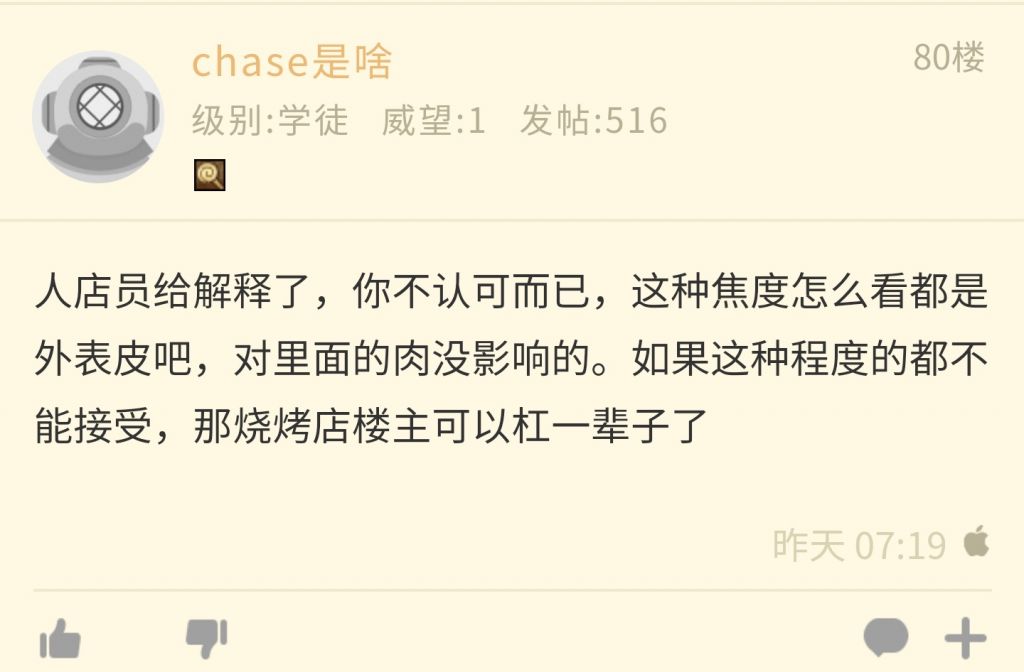 chase是啥
80楼
级别:学徒 威望:1 发帖:516
人店员给解释了，你不认可而已，这种焦度怎么看都是
外表皮吧，对里面的肉没影响的。如果这种程度的都不
能接受，那烧烤店楼主可以杠一辈子了
昨天 07:19